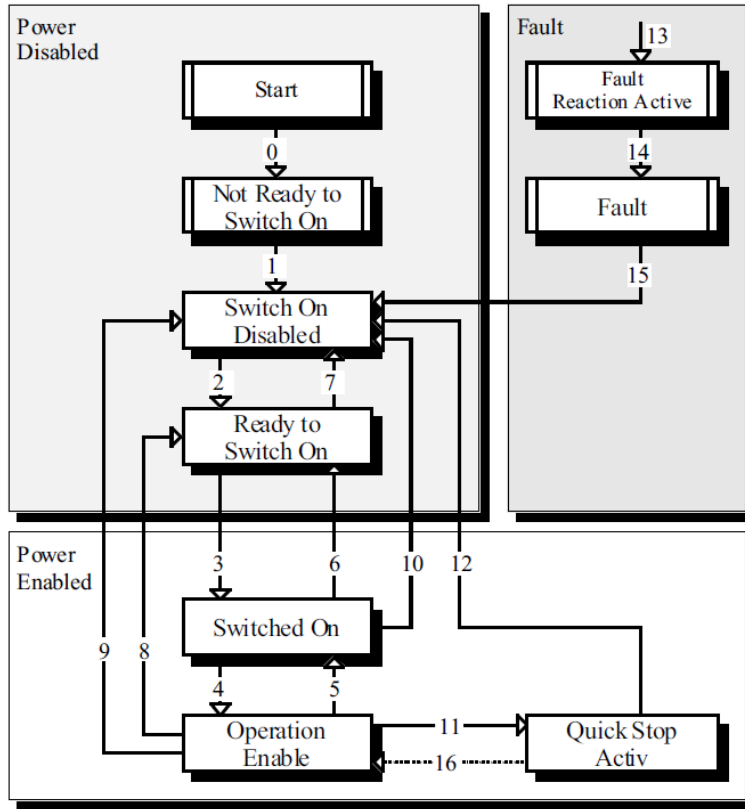 Power
Disabled
Fault
13
Start
Fault
Reaction Active
0
14
Not Ready to
Switch On
Fault
1
15
Switch On
Disabled
2
7
Ready to
Switch On
Power
Enabled
3
6
10
12
Switched On
9
8
4
5
Operation
Enable
11
16
Quick Stop
Activ